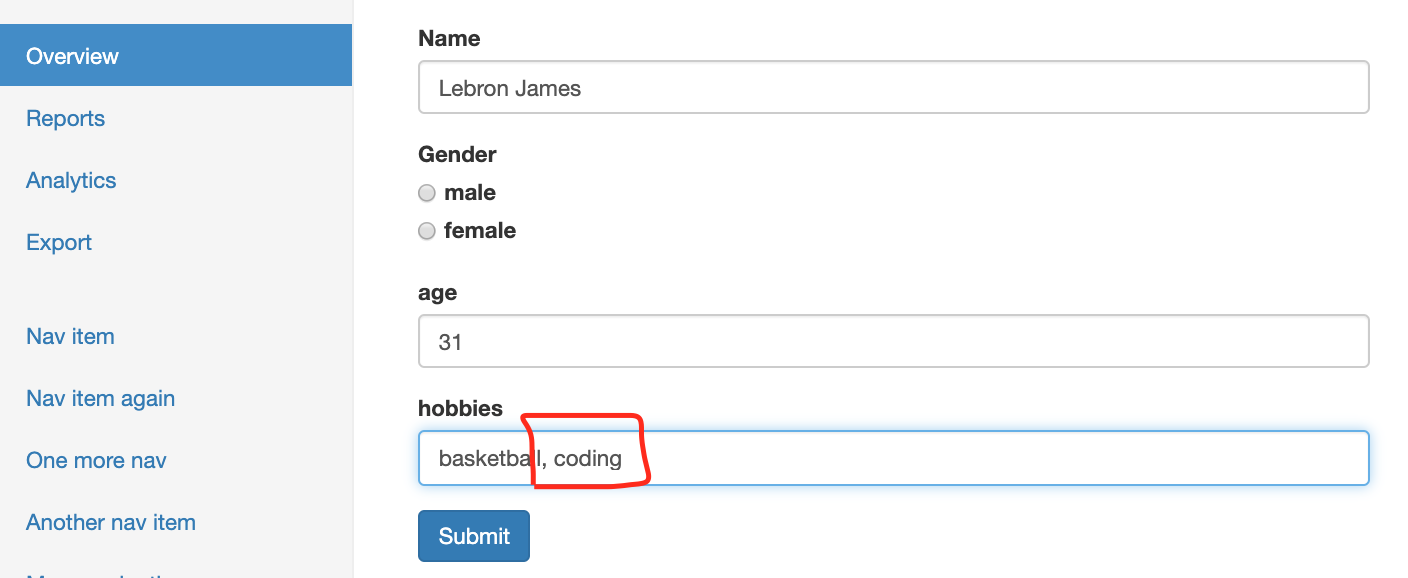 Overview
Reports
Analytics
Export
Nav item
Nav item again
One more nav
Another nav item
Name
Lebron James
Gender
male
female
age
31
hobbies
basketball, coding
Submit